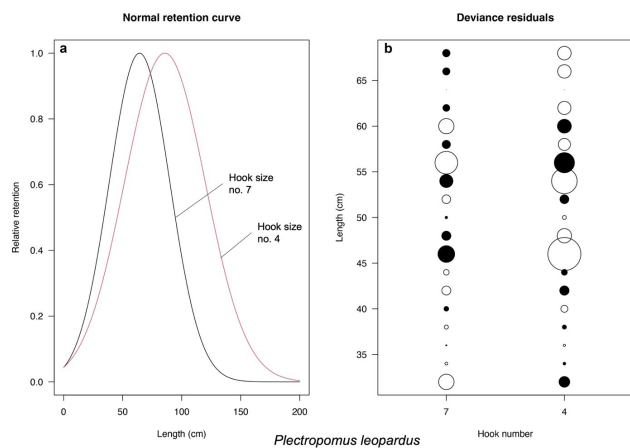 Normal retention curve
a
1.0
0.8
0.6
0.4
0.2
0.0
Relative retention
Hook size
no. 7
Hook size
no. 4
0 50 100 150 200
Length (cm)
Deviance residuals
b
65
60
55
50
45
40
35
Length (cm)
7 4
Hook number
Plectropomus leopardus